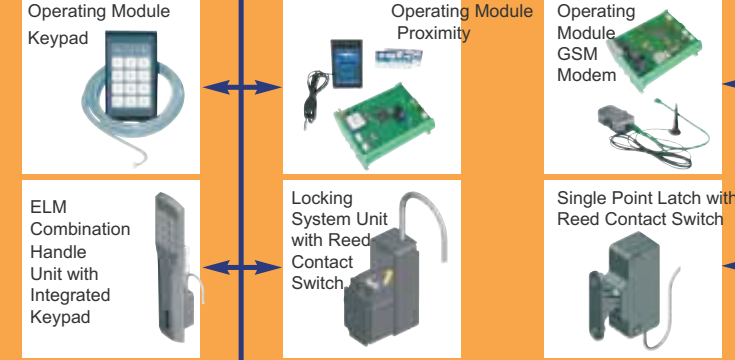 Operating Module
Keypad
Operating Module
Proximity
Operating
Module
GSM
Modem
ELM
Combination
Handle
Unit with
Integrated
Keypad
Locking
System Unit
with Reed
Contact
Switch
Single Point Latch with
Reed Contact Switch